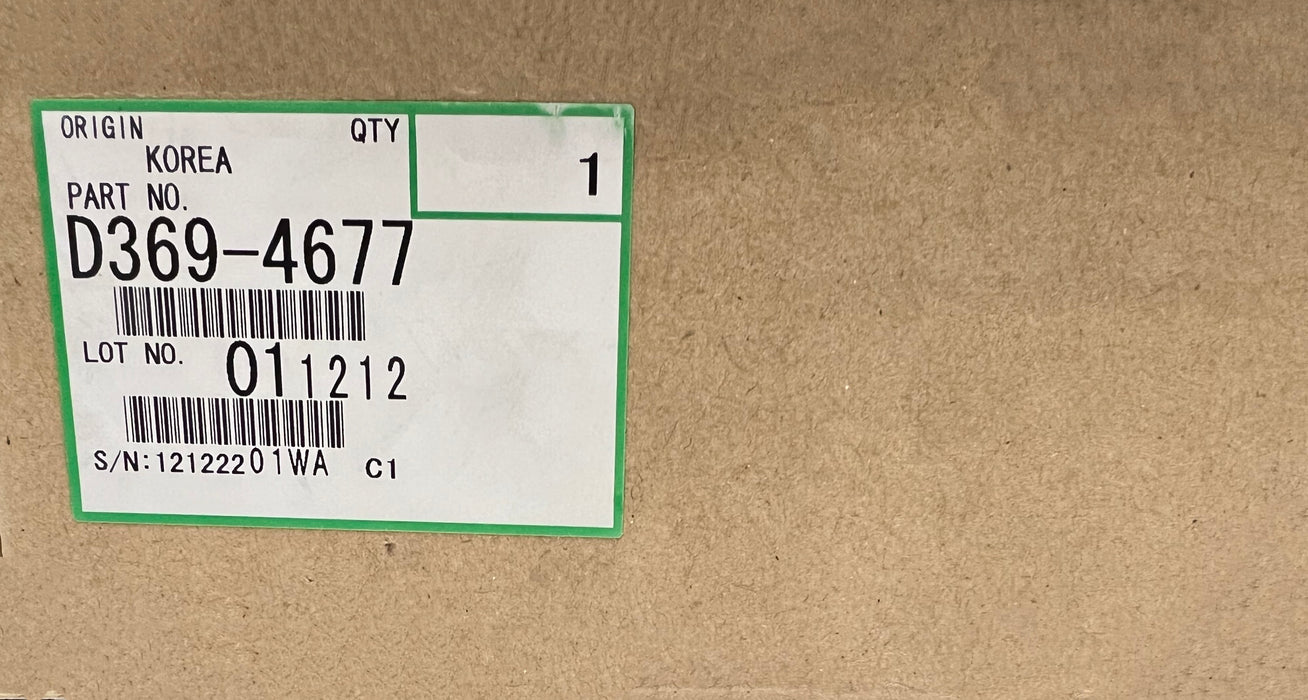 ORIGIN QTY
1
KOREA
PART NO.
D369-4677
LOT NO. 011212
S/N:12122201WA C1